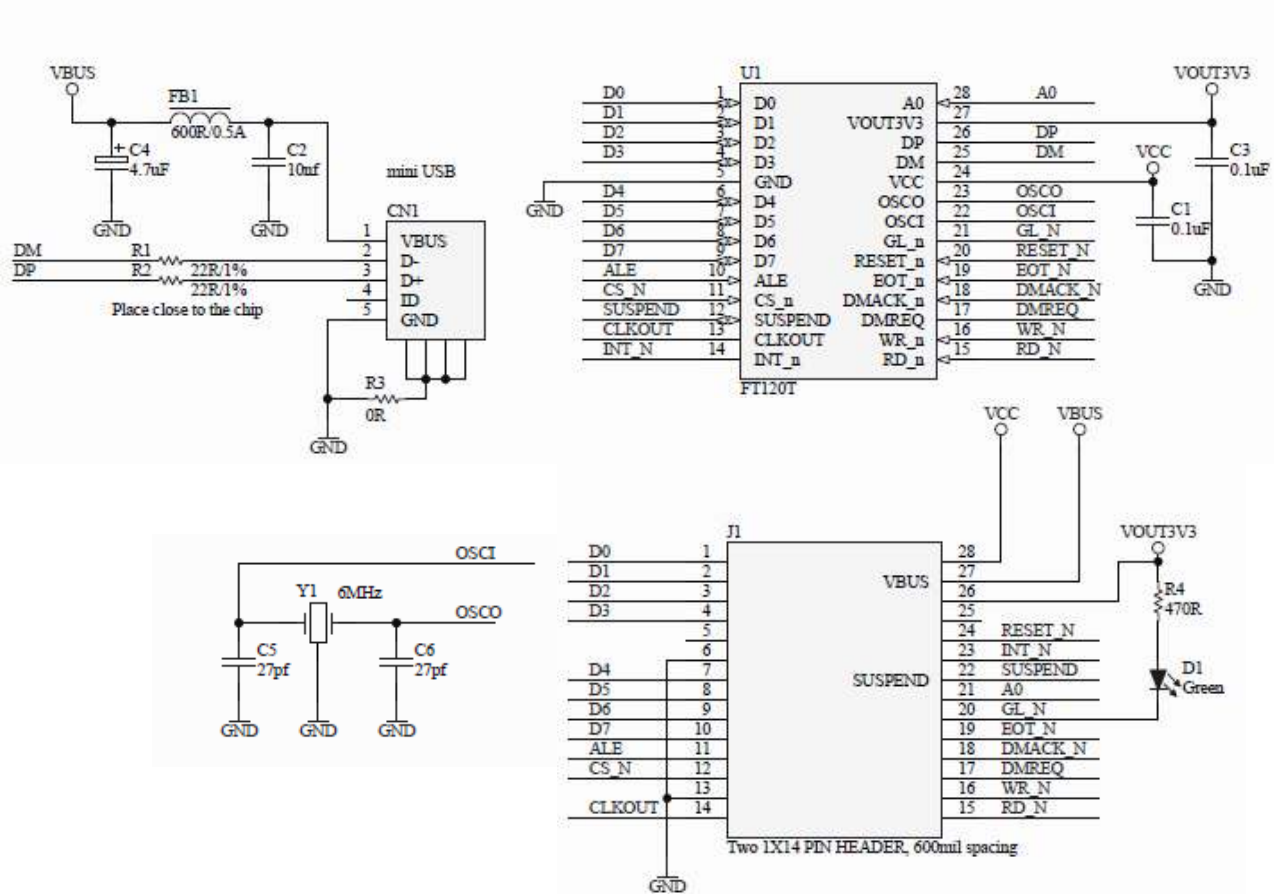 VBUS
FB1
600R/0.5A
C4
4.7uF
C2
10nf
GND
GND
mini USB
CN1
1 VBUS
2 D-
3 D+
4 ID
5 GND
DM
R1
22R/1%
DP
R2
22R/1%
Place close to the chip
R3
0R
GND
U1
D0 1 D0
D1 2 D1
D2 3 D2
D3 4 D3
5 GND
GND
D4 6 D4
D5 7 D5
D6 8 D6
D7 9 D7
ALE 10 ALE
CS_N 11 CS_n
SUSPEND 12 SUSPEND
CLKOUT 13 CLKOUT
INT_N 14 INT_n
A0 28 A0
VOUT3V3 27
DP 26 DP
DM 25 DM
VCC 24
OSCO 23 OSCO
OSCI 22 OSCI
GL_n 21 GL_N
RESET_n 20 RESET_N
EOT_n 19 EOT_N
DMACK_n 18 DMACK_N
DMREQ 17 DMREQ
WR_n 16 WR_N
RD_n 15 RD_N
FT120T
VOUT3V3
C3
0.1uF
VCC
C1
0.1uF
GND
OSCI
Y1
6MHz
OSCO
C5
27pf
C6
27pf
GND
GND
GND
VCC
VBUS
J1
D0 1
D1 2
D2 3
D3 4
5
6
D4 7
D5 8
D6 9
D7 10
ALE 11
CS_N 12
13
CLKOUT 14
28
VBUS 27
26
25
24 RESET_N
23 INT_N
SUSPEND 22 SUSPEND
21 A0
20 GL_N
19 EOT_N
18 DMACK_N
17 DMREQ
16 WR_N
15 RD_N
VOUT3V3
R4
470R
D1
Green
Two 1X14 PIN HEADER, 600mil spacing
GND